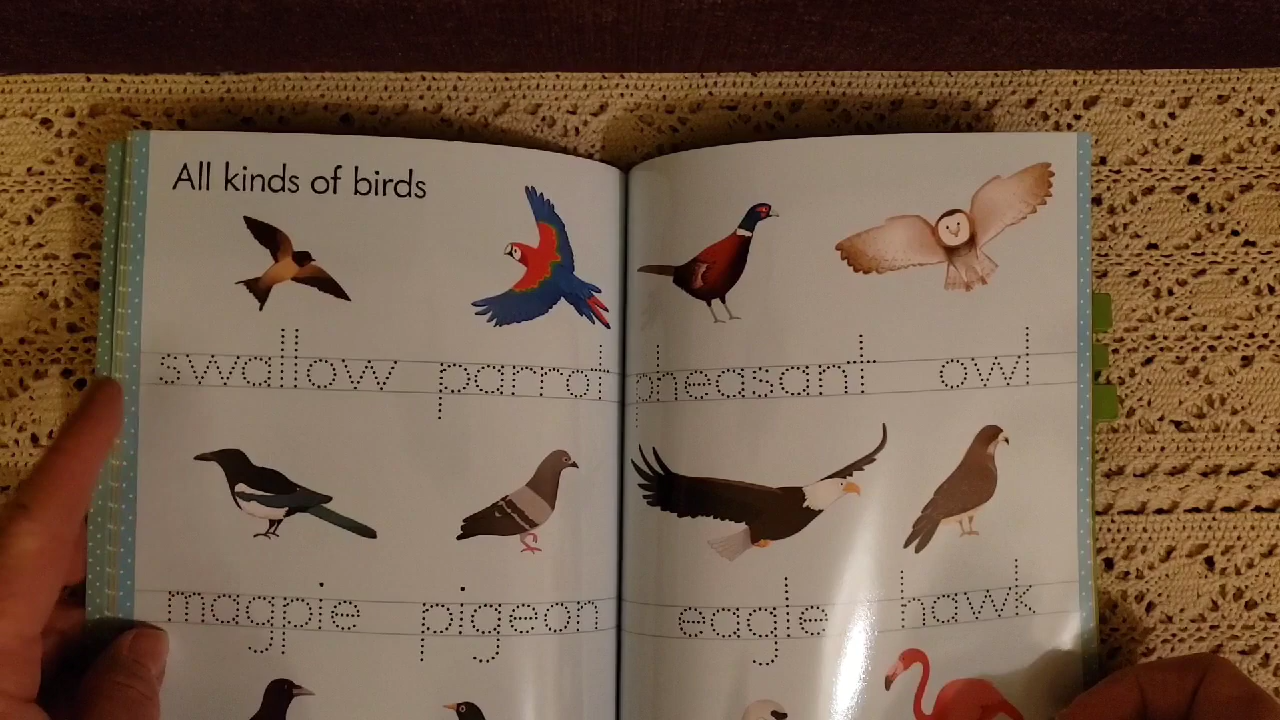 All kinds of birds
swallow parrot pheasant owl
magpie pigeon eagle hawk